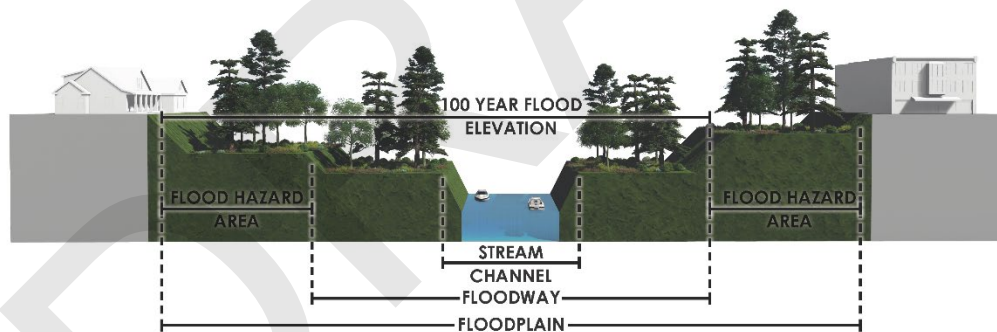 100 YEAR FLOOD
ELEVATION
FLOOD HAZARD
AREA
FLOOD HAZARD
AREA
STREAM
CHANNEL
FLOODWAY
FLOODPLAIN